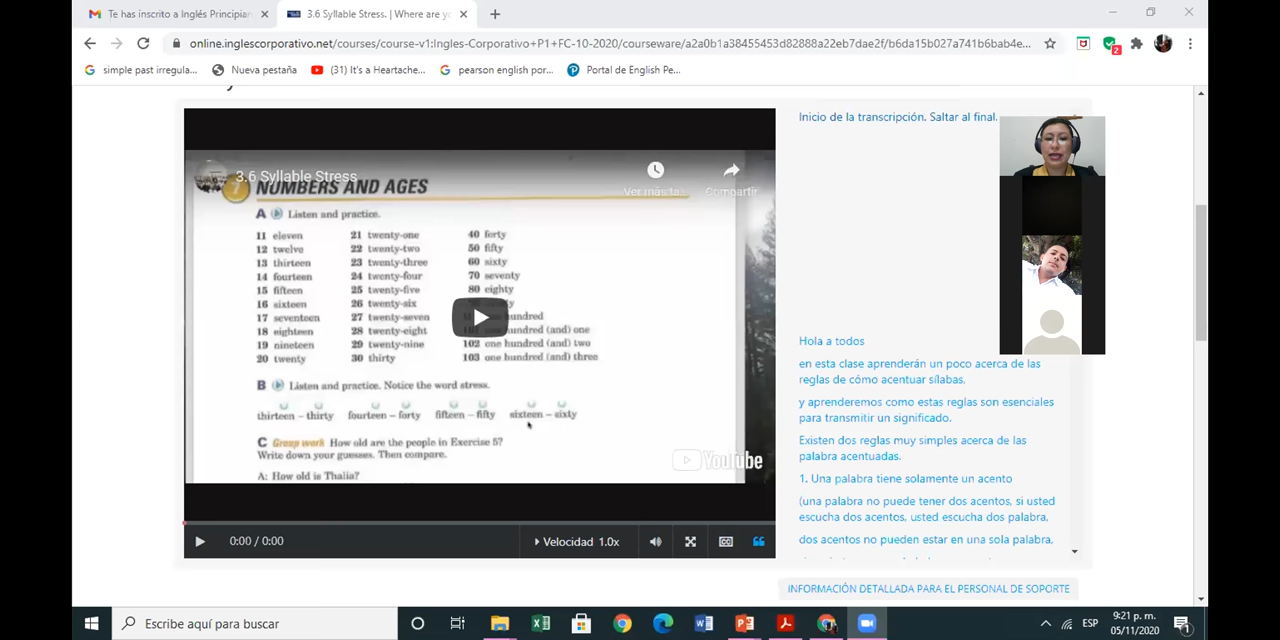 Te has inscrito a Inglés Principian
3.6 Syllable Stress. | Where are yo
online.inglescorporativo.net/courses/course-v1:Ingles-Corporativo+P1+FC-10-2020/courseware/a2a0b1a38455453d82888a22eb7dae2f/b6da15b027a741b6bab4e...
simple past irregula...
Nueva pestaña
(31) It's a Heartache...
pearson english por...
Portal de English Pe...
3.6 Syllable Stress
Ver más ta...
Compartir
7 NUMBERS AND AGES
A Listen and practice.
11 eleven 21 twenty-one 40 forty
12 twelve 22 twenty-two 50 fifty
13 thirteen 23 twenty-three 60 sixty
14 fourteen 24 twenty-four 70 seventy
15 fifteen 25 twenty-five 80 eighty
16 sixteen 26 twenty-six
17 seventeen 27 twenty-seven hundred
18 eighteen 28 twenty-eight hundred (and) one
19 nineteen 29 twenty-nine 102 one hundred (and) two
20 twenty 30 thirty 103 one hundred (and) three
B Listen and practice. Notice the word stress.
thirteen – thirty fourteen – forty fifteen – fifty sixteen – sixty
C Group work How old are the people in Exercise 5?
Write down your guesses. Then compare.
A: How old is Thalia?
YouTube
0:00 / 0:00
Velocidad 1.0x
Inicio de la transcripción. Saltar al final.
Hola a todos
en esta clase aprenderán un poco acerca de las
reglas de cómo acentuar sílabas.
y aprenderemos como estas reglas son esenciales
para transmitir un significado.
Existen dos reglas muy simples acerca de las
palabra acentuadas.
1. Una palabra tiene solamente un acento
(una palabra no puede tener dos acentos, si usted
escucha dos acentos, usted escucha dos palabra,
dos acentos no pueden estar en una sola palabra,
INFORMACIÓN DETALLADA PARA EL PERSONAL DE SOPORTE
Escribe aquí para buscar
ESP
9:21 p. m.
05/11/2020